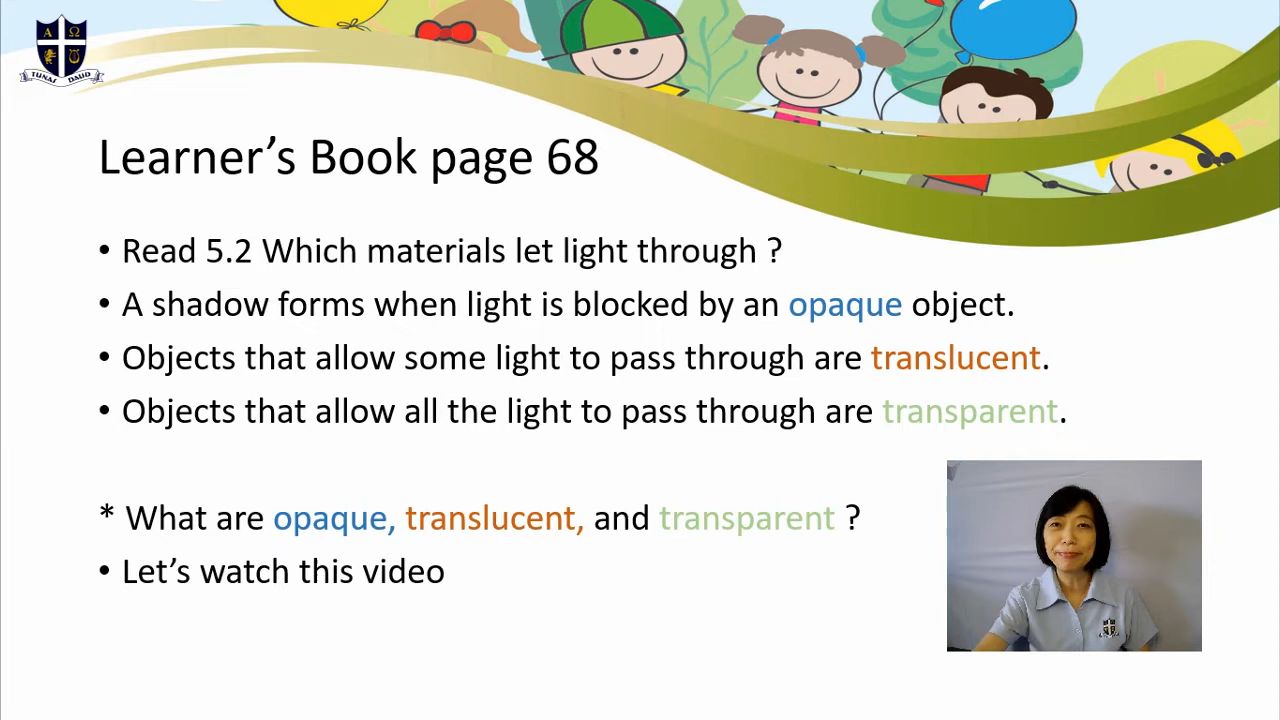 Α Ω
TUNAS DAUD
Learner's Book page 68
• Read 5.2 Which materials let light through ?
• A shadow forms when light is blocked by an opaque object.
• Objects that allow some light to pass through are translucent.
• Objects that allow all the light to pass through are transparent.
* What are opaque, translucent, and transparent ?
• Let's watch this video